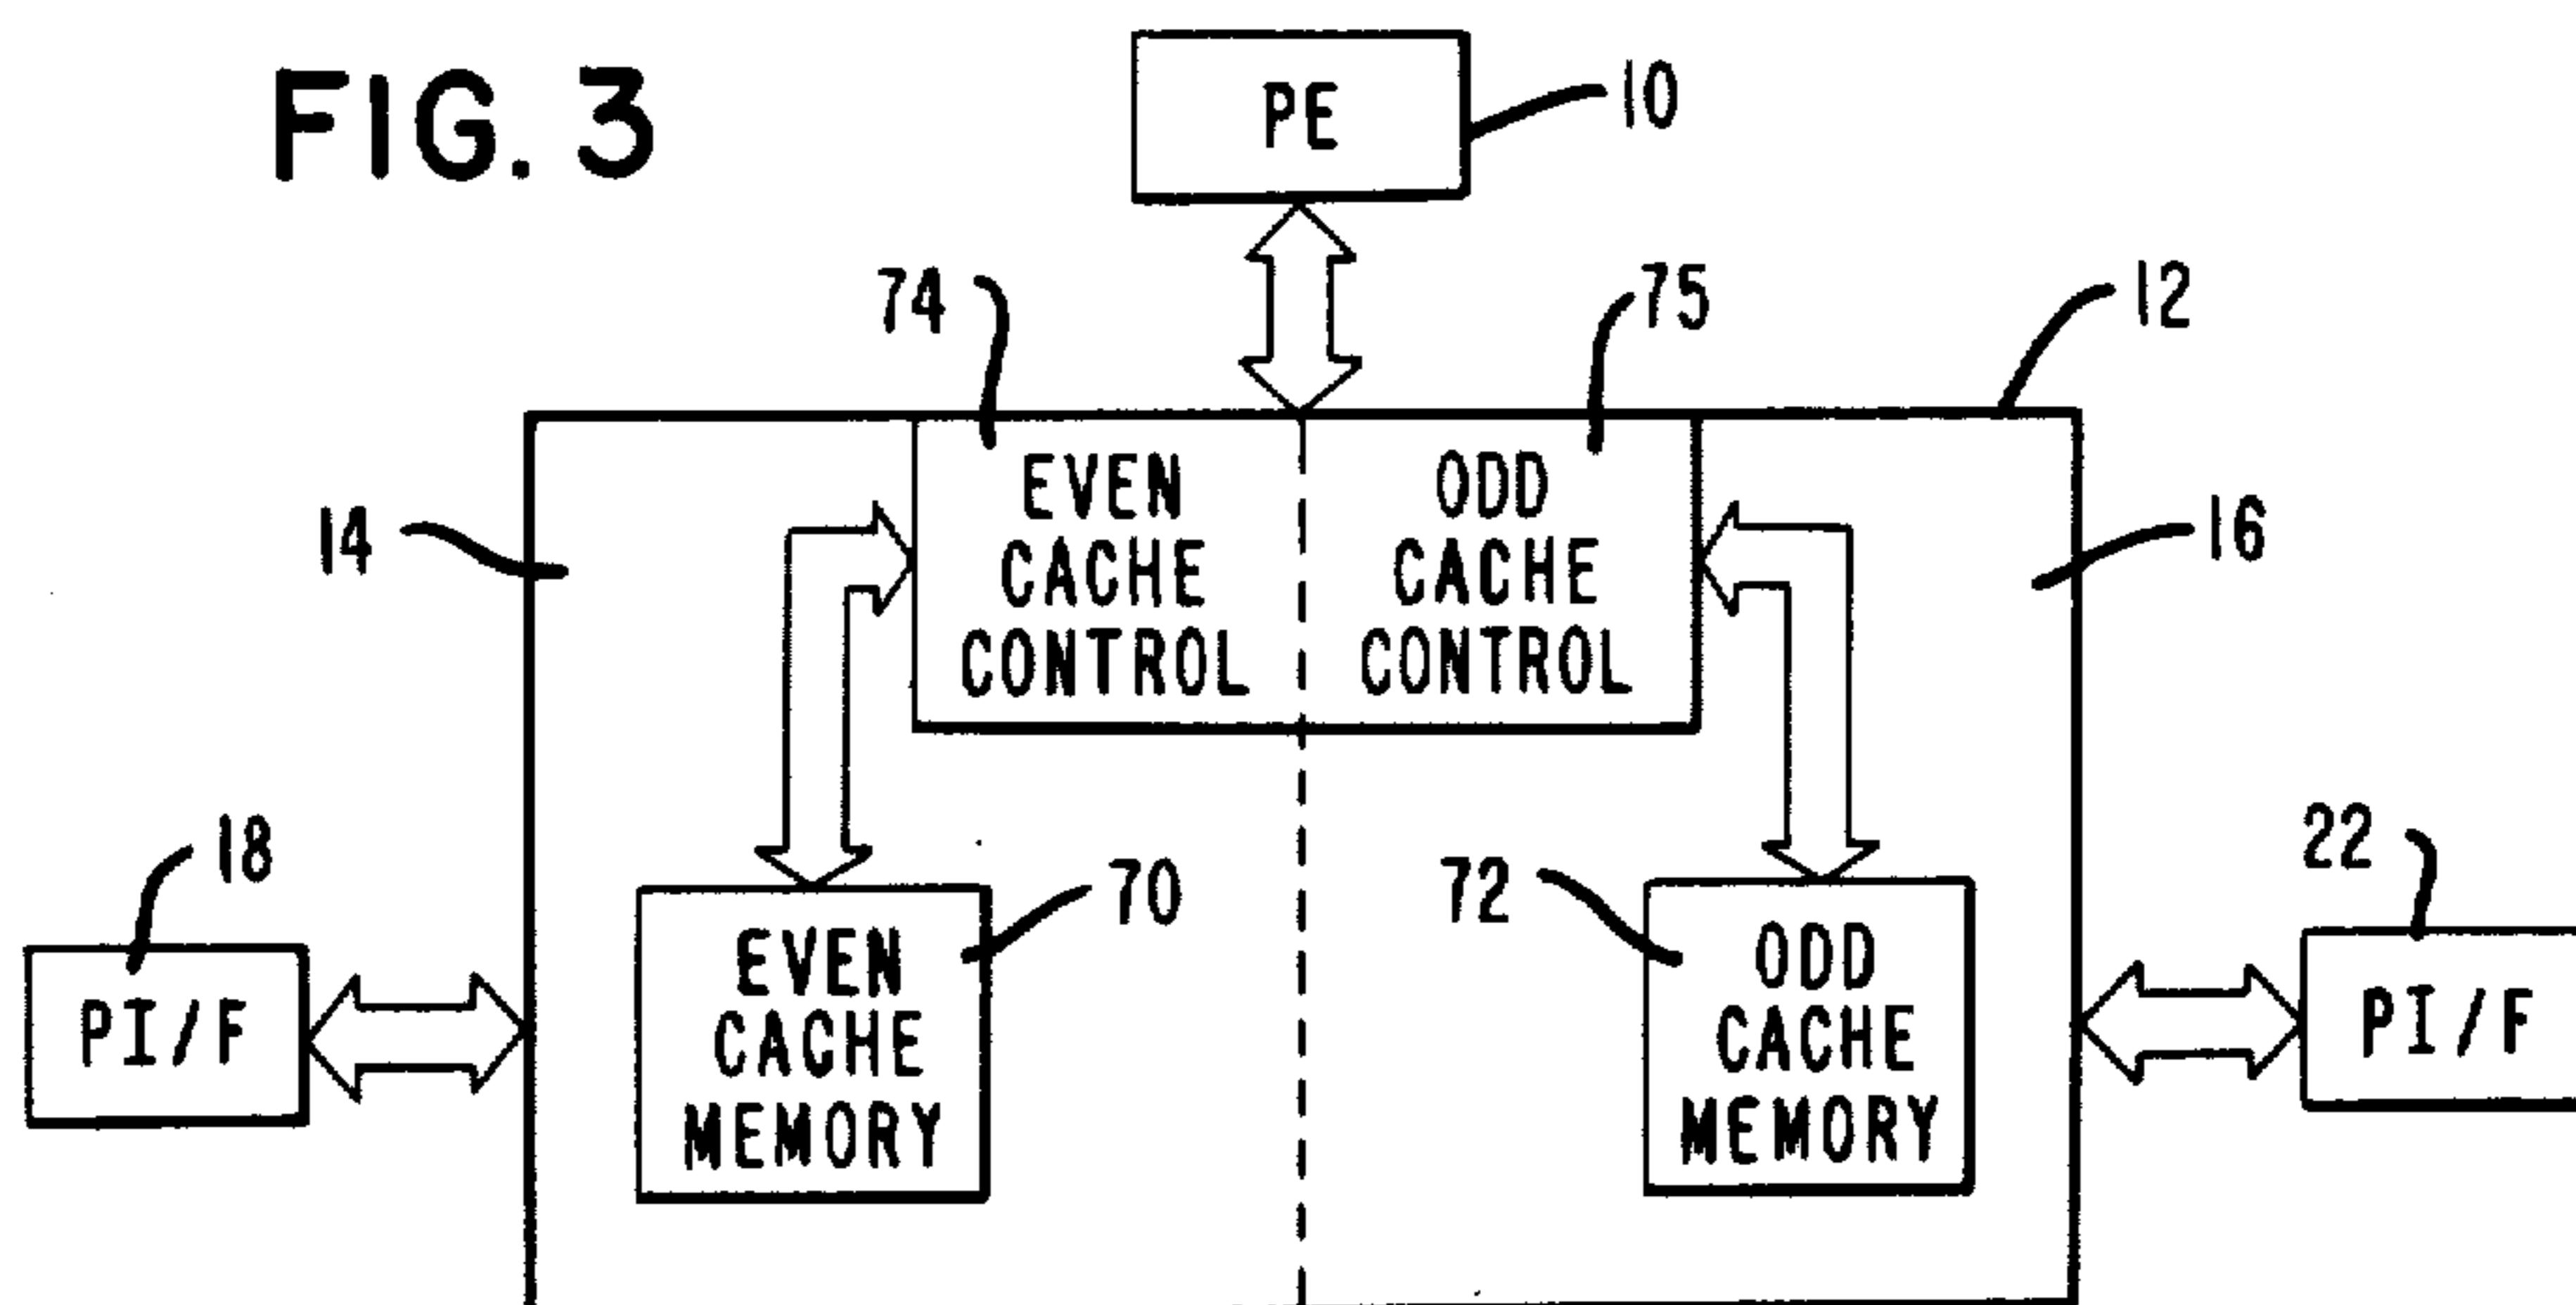 FIG. 3
PE
10
74
75
12
EVEN
CACHE
CONTROL
ODD
CACHE
CONTROL
14
16
18
70
72
22
PI/F
EVEN
CACHE
MEMORY
ODD
CACHE
MEMORY
PI/F